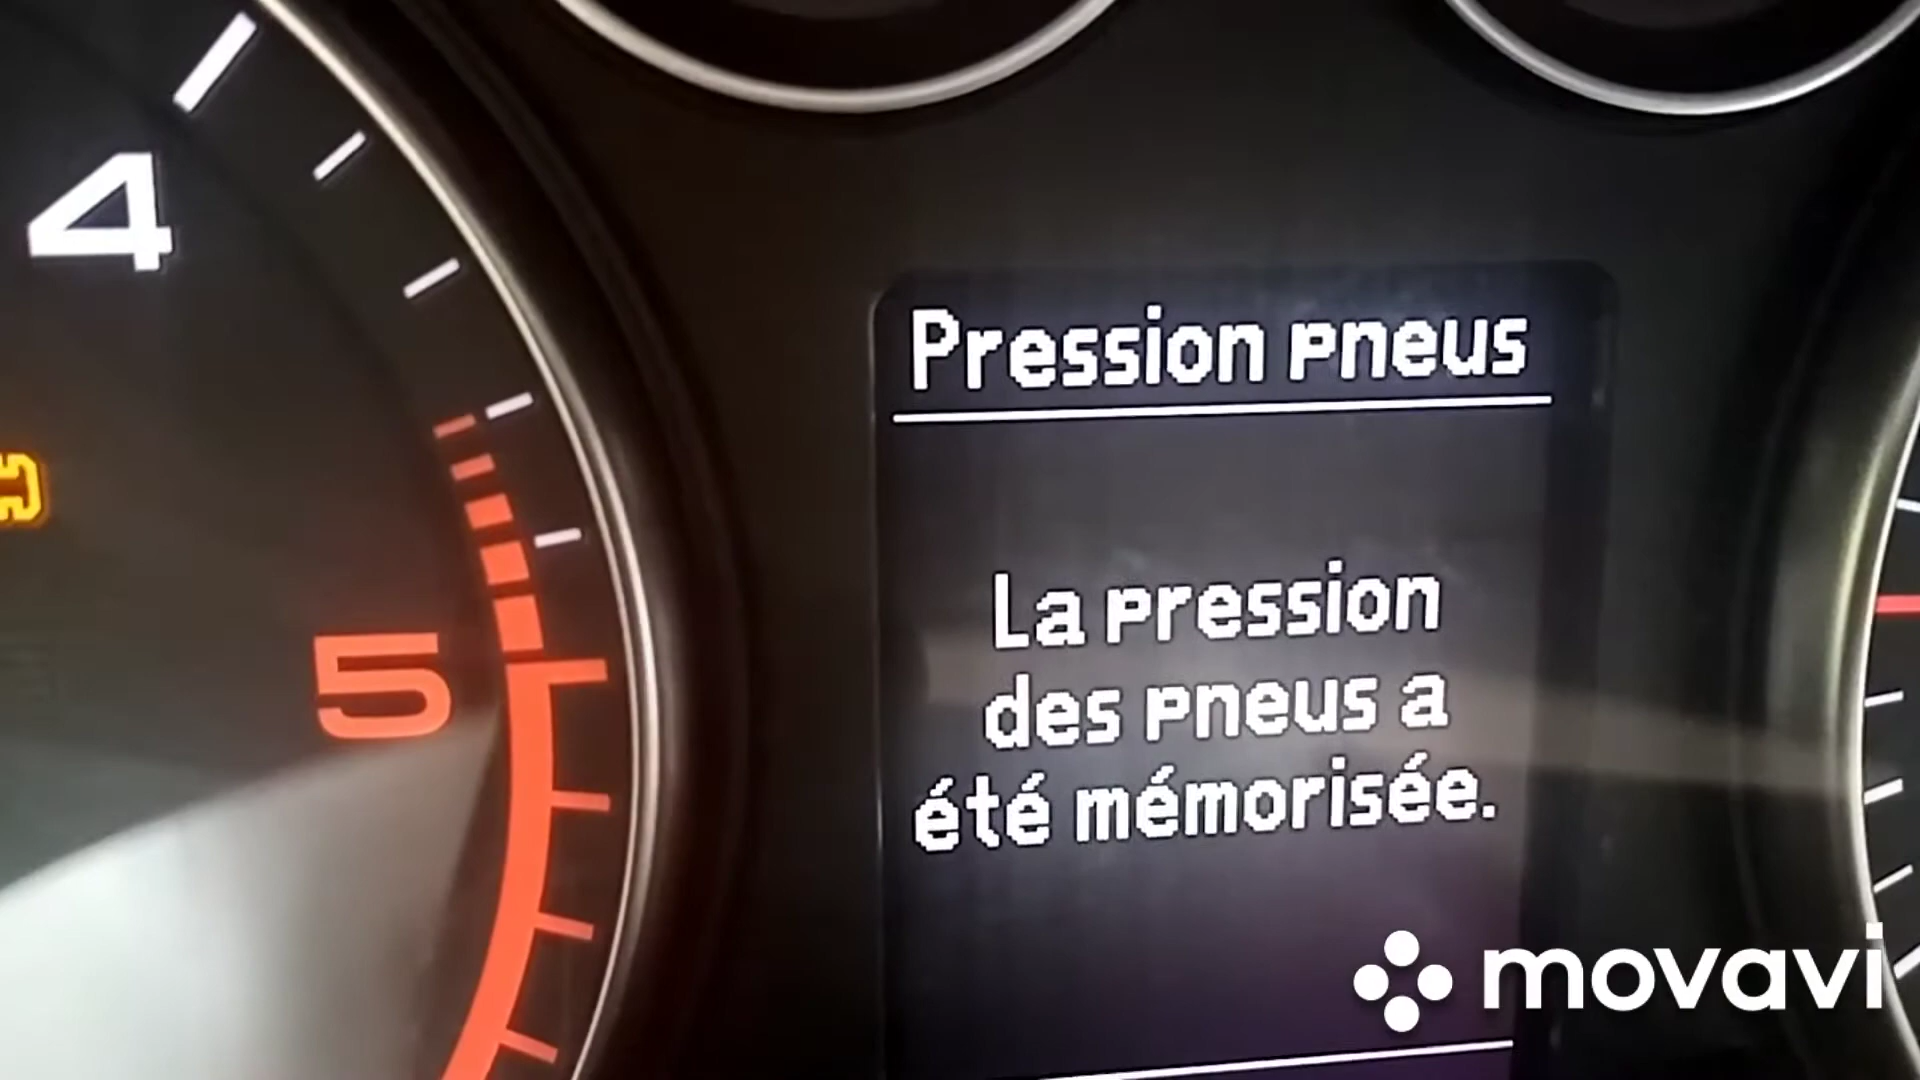 4
Pression pneus
La pression
des pneus a
été mémorisée.
5
movavi